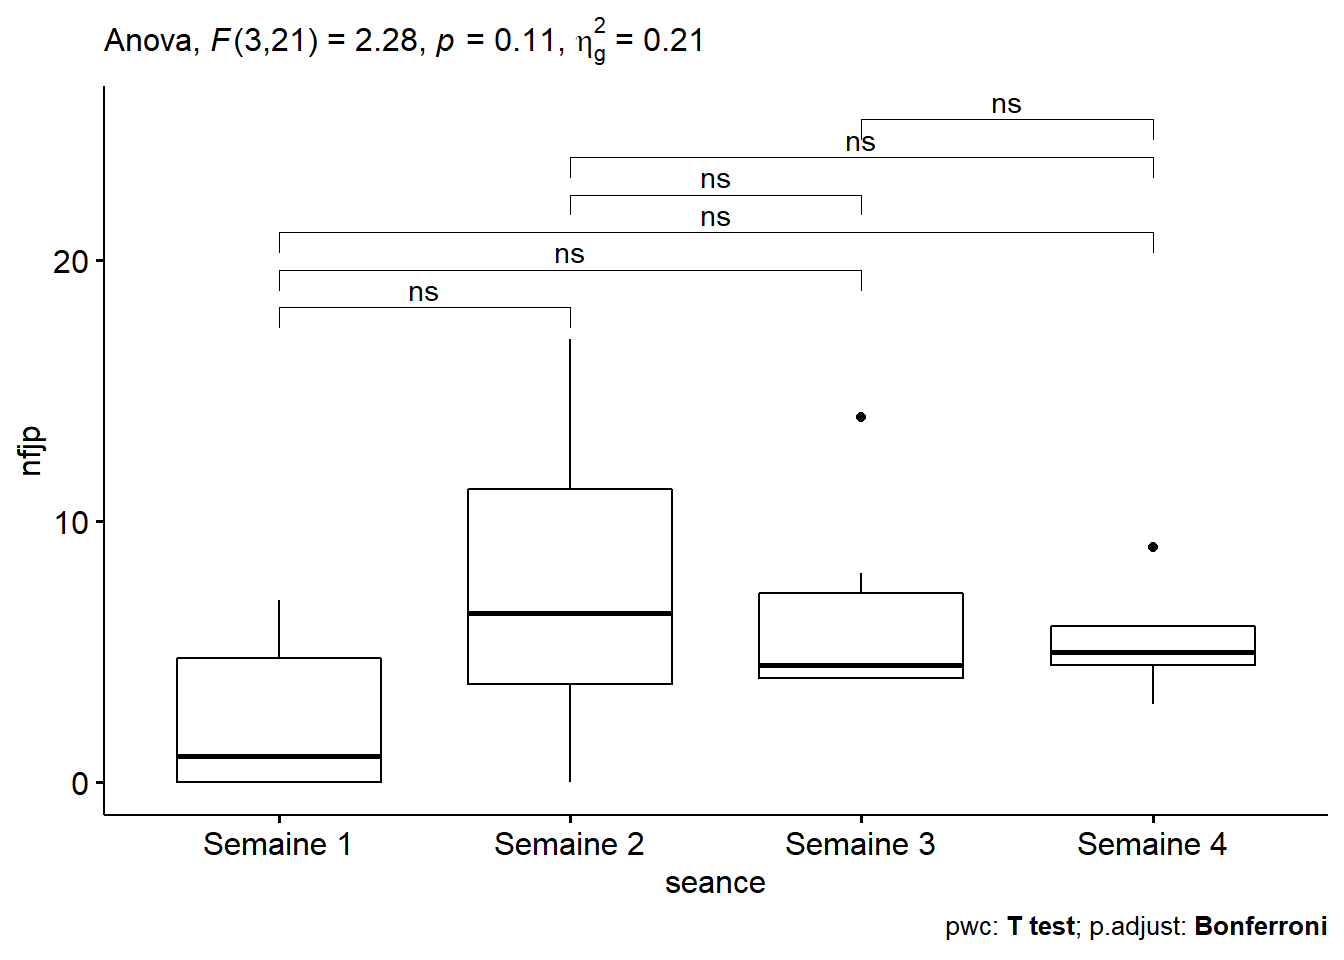 Anova, F(3,21) = 2.28, p = 0.11, η²g = 0.21
ns
ns
ns
ns
ns
ns
20
10
0
nfjp
Semaine 1 Semaine 2 Semaine 3 Semaine 4
seance
pwc: T test; p.adjust: Bonferroni